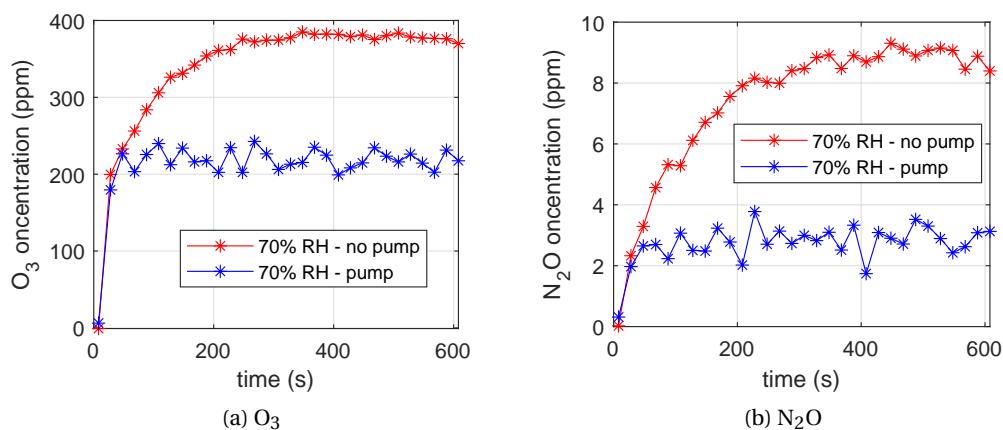 O₃ oncentration (ppm)
400
300
200
100
0
70% RH - no pump
70% RH - pump
0 200 400 600
time (s)
(a) O₃
N₂O oncentration (ppm)
10
8
6
4
2
0
70% RH - no pump
70% RH - pump
0 200 400 600
time (s)
(b) N₂O